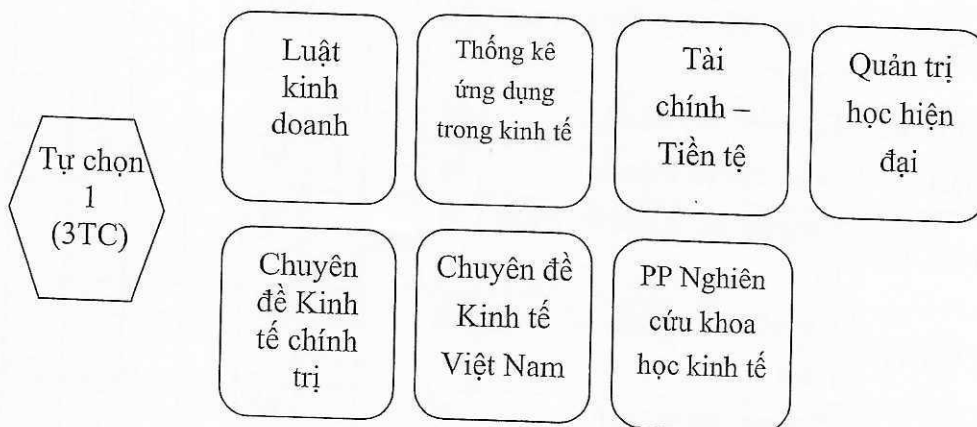 Tự chọn
1
(3TC)
Luật
kinh
doanh
Thống kê
ứng dụng
trong kinh tế
Tài
chính –
Tiền tệ
Quản trị
học hiện
đại
Chuyên
đề Kinh
tế chính
trị
Chuyên đề
Kinh tế
Việt Nam
PP Nghiên
cứu khoa
học kinh tế